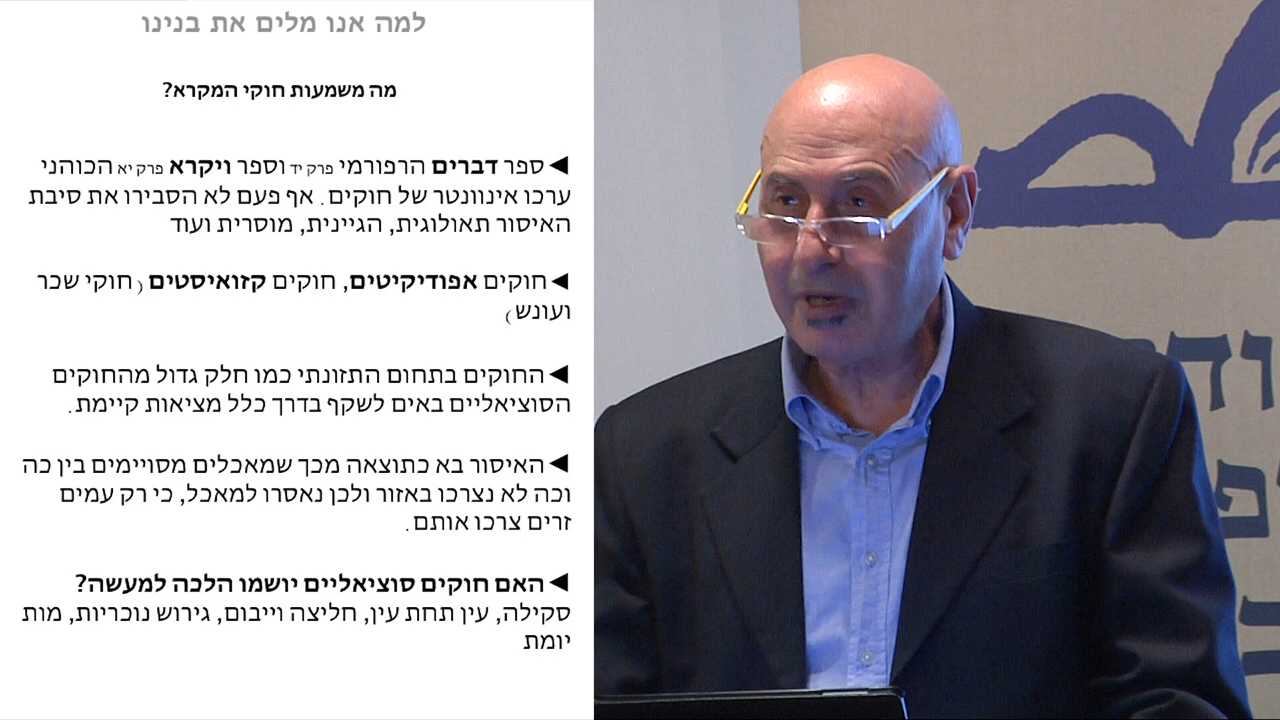 למה אנו מלים את בנינו
מה משמעות חוקי המקרא?
◀ספר דברים הרפורמי פרק יד וספר ויקרא פרק יא הכוהני
ערכו אינוונטר של חוקים. אף פעם לא הסבירו את סיבת
האיסור תאולוגית, הגיינית, מוסרית ועוד
◀חוקים אפודיקיטים, חוקים קזואיסטים (חוקי שכר
ועונש)
◀החוקים בתחום התזונתי כמו חלק גדול מהחוקים
הסוציאליים באים לשקף בדרך כלל מציאות קיימת.
◀האיסור בא כתוצאה מכך שמאכלים מסויימים בין כה
וכה לא נצרכו באזור ולכן נאסרו למאכל, כי רק עמים
זרים צרכו אותם.
◀האם חוקים סוציאליים יושמו הלכה למעשה?
סקילה, עין תחת עין, חליצה וייבום, גירוש נוכריות, מות
יומת